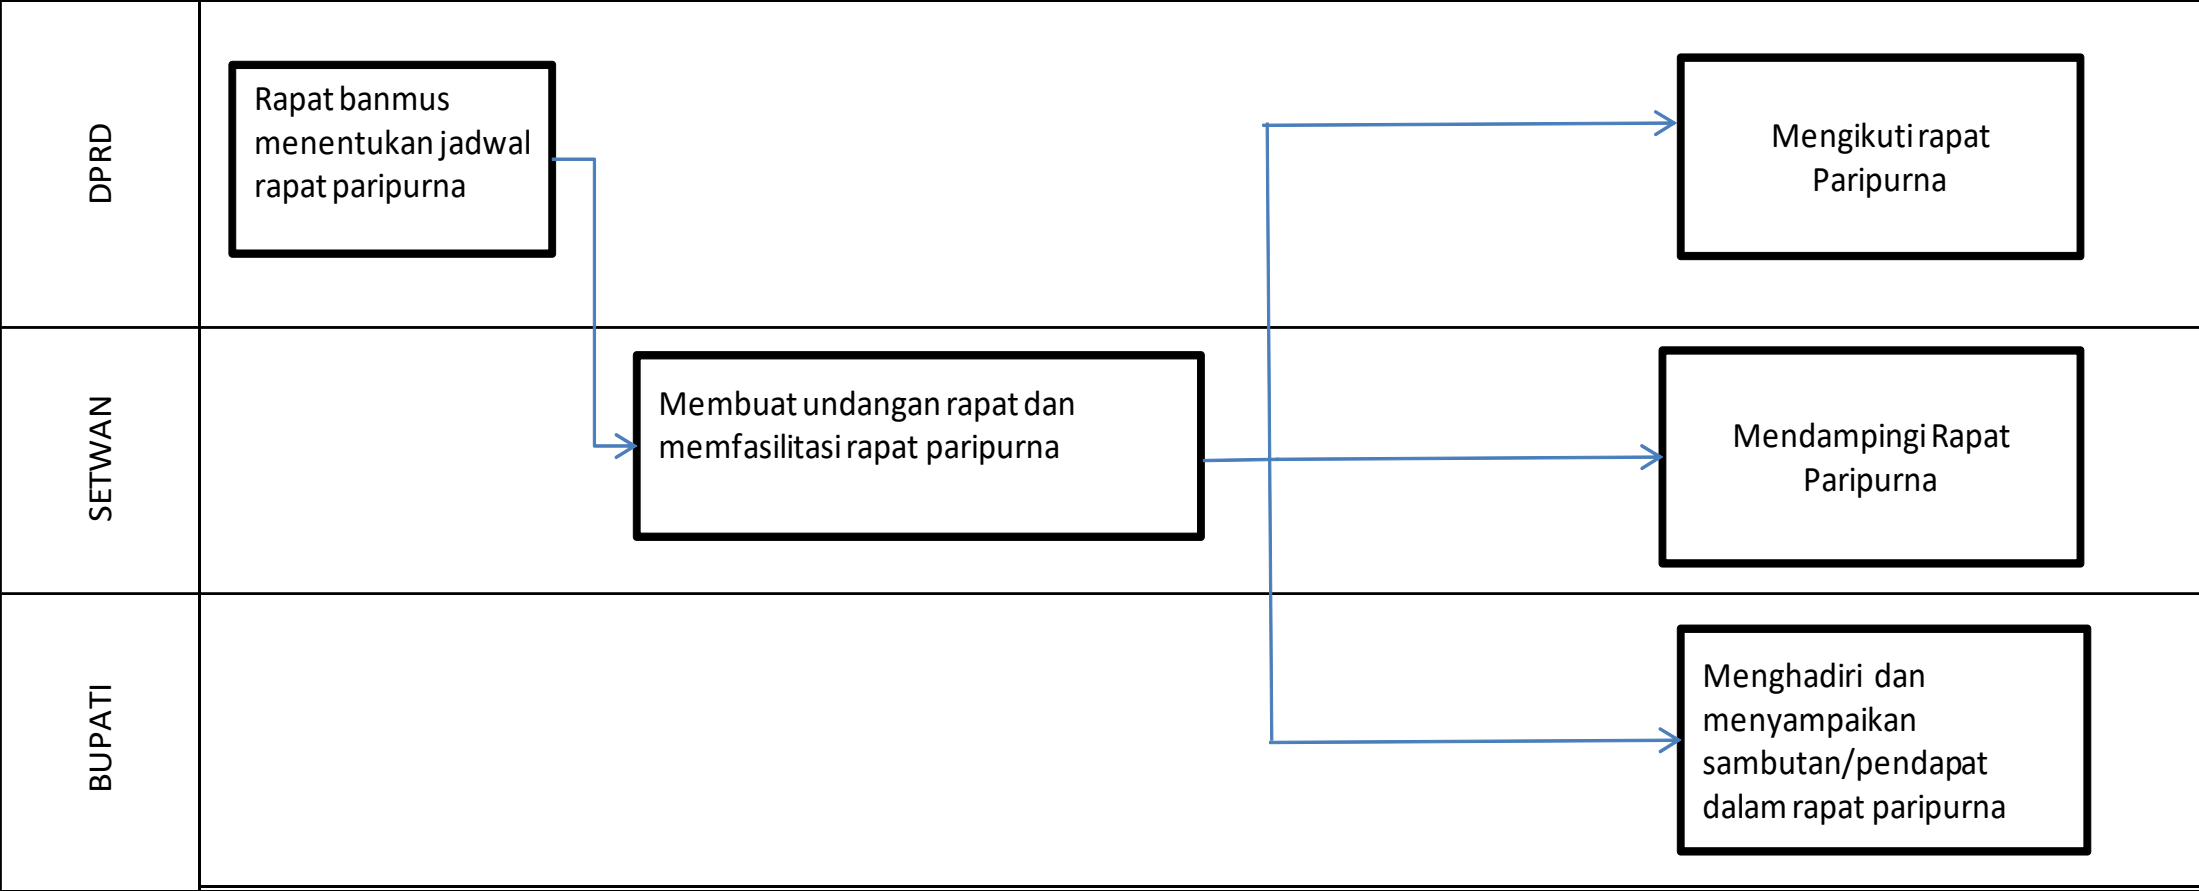 DPRD
Rapat banmus
menentukan jadwal
rapat paripurna
Mengikuti rapat
Paripurna
SETWAN
Membuat undangan rapat dan
memfasilitasi rapat paripurna
Mendampingi Rapat
Paripurna
BUPATI
Menghadiri dan
menyampaikan
sambutan/pendapat
dalam rapat paripurna